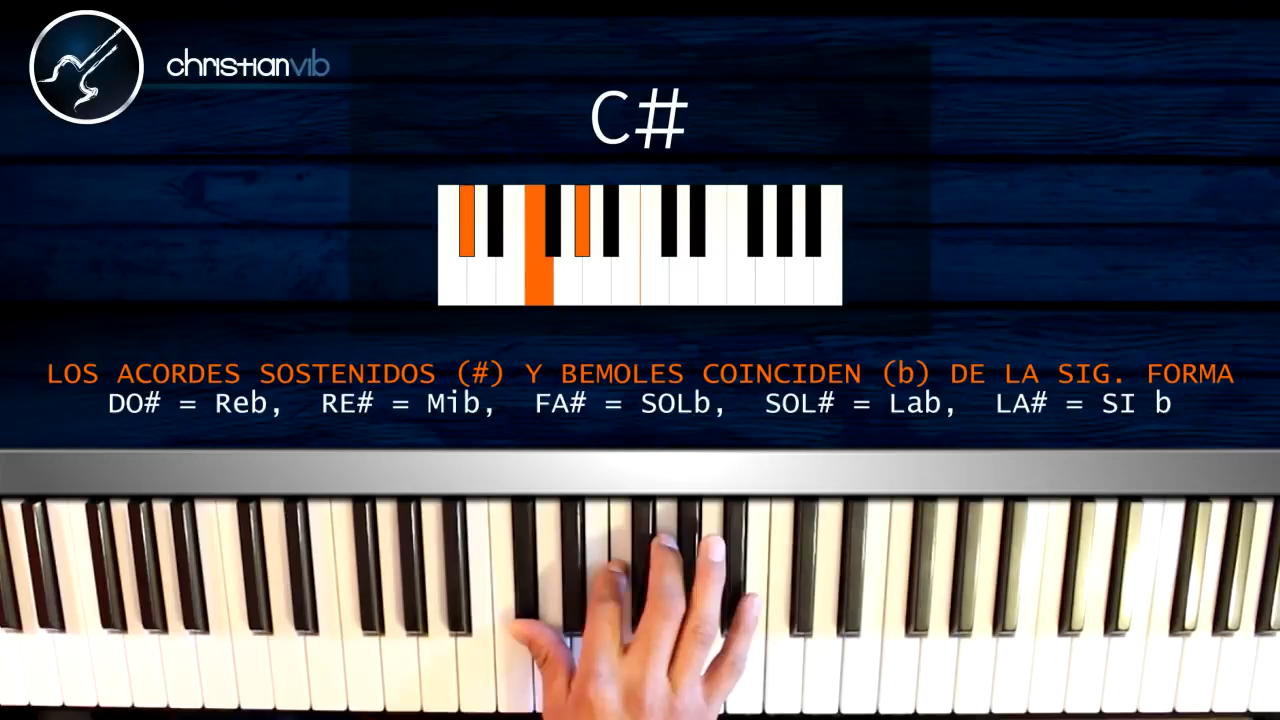 christianvib
C#
LOS ACORDES SOSTENIDOS (#) Y BEMOLES COINCIDEN (b) DE LA SIG. FORMA
DO# = Reb, RE# = Mib, FA# = SOLb, SOL# = Lab, LA# = SI b